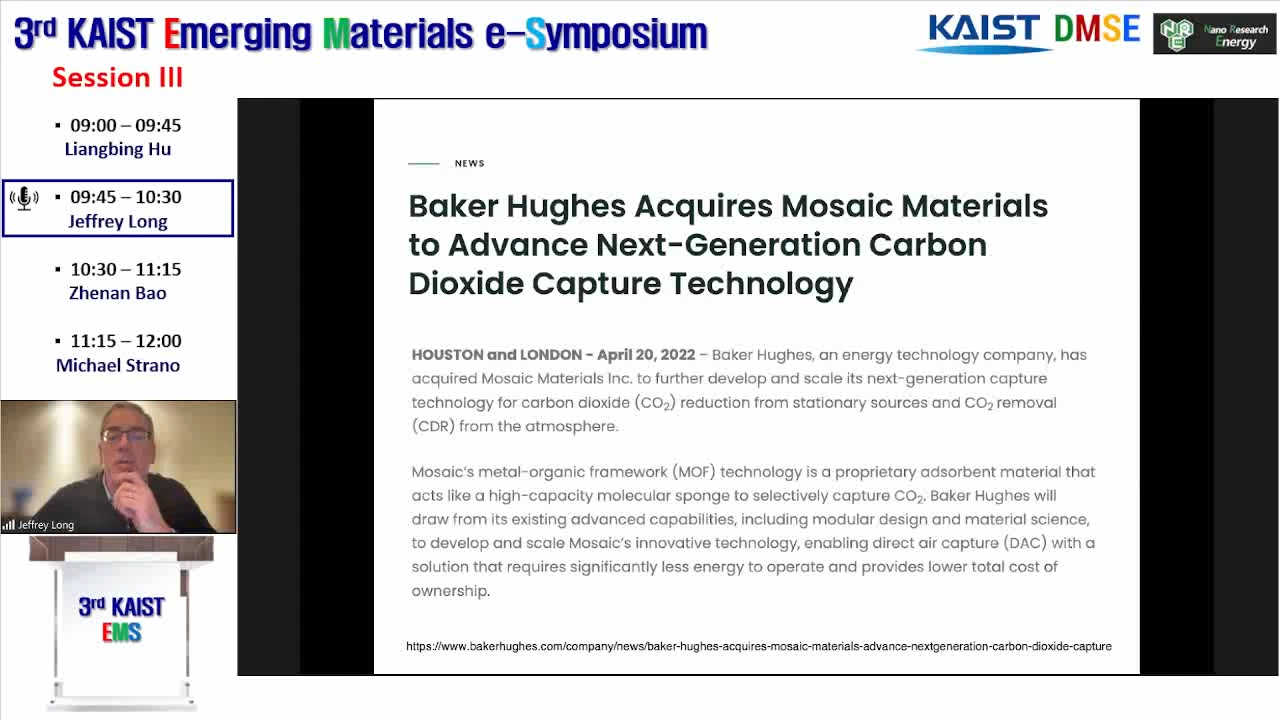 3rd KAIST Emerging Materials e-Symposium
KAIST DMSE
NRE
Nano Research
Energy
Session III
▪ 09:00 – 09:45
Liangbing Hu
▪ 09:45 – 10:30
Jeffrey Long
▪ 10:30 – 11:15
Zhenan Bao
▪ 11:15 – 12:00
Michael Strano
Jeffrey Long
3rd KAIST
EMS
NEWS
Baker Hughes Acquires Mosaic Materials
to Advance Next-Generation Carbon
Dioxide Capture Technology
HOUSTON and LONDON - April 20, 2022 – Baker Hughes, an energy technology company, has
acquired Mosaic Materials Inc. to further develop and scale its next-generation capture
technology for carbon dioxide (CO₂) reduction from stationary sources and CO₂ removal
(CDR) from the atmosphere.
Mosaic's metal-organic framework (MOF) technology is a proprietary adsorbent material that
acts like a high-capacity molecular sponge to selectively capture CO₂. Baker Hughes will
draw from its existing advanced capabilities, including modular design and material science,
to develop and scale Mosaic's innovative technology, enabling direct air capture (DAC) with a
solution that requires significantly less energy to operate and provides lower total cost of
ownership.
https://www.bakerhughes.com/company/news/baker-hughes-acquires-mosaic-materials-advance-nextgeneration-carbon-dioxide-capture